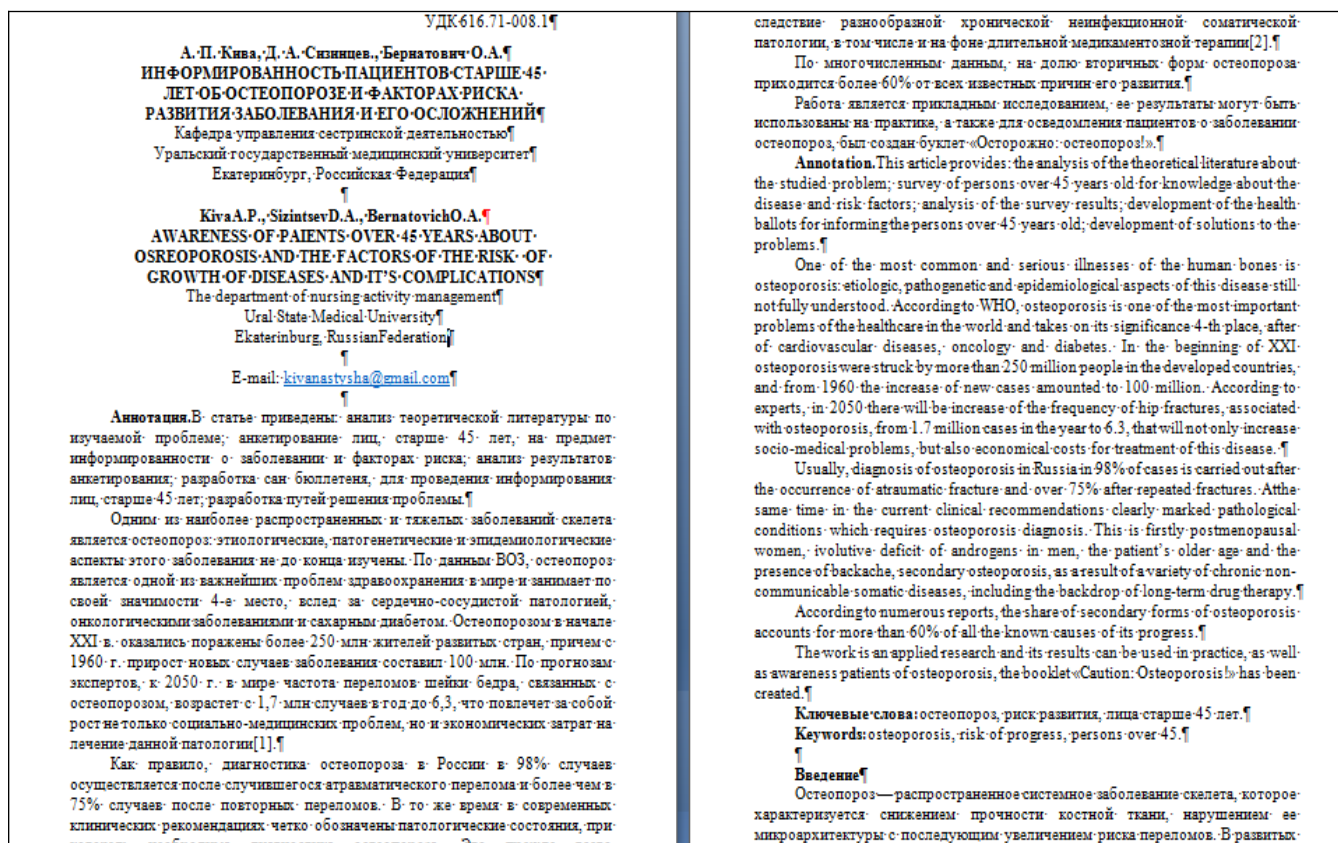 УДК 616.71-008.1¶
А. П. Кива, Д. А. Сизинцев., Бернатович О.А.¶
ИНФОРМИРОВАННОСТЬ ПАЦИЕНТОВ СТАРШЕ 45
ЛЕТ ОБ ОСТЕОПОРОЗЕ И ФАКТОРАХ РИСКА
РАЗВИТИЯ ЗАБОЛЕВАНИЯ И ЕГО ОСЛОЖНЕНИЙ¶
Кафедра управления сестринской деятельностью¶
Уральский государственный медицинский университет¶
Екатеринбург, Российская Федерация¶
¶
KivaA.P., SizintsevD.A., BernatovichO.A.¶
AWARENESS OF PAIENTS OVER 45 YEARS ABOUT
OSREOPOROSIS AND THE FACTORS OF THE RISK OF
GROWTH OF DISEASES AND IT’S COMPLICATIONS¶
The department of nursing activity management¶
Ural State Medical University¶
Ekaterinburg, RussianFederation¶
¶
E-mail: kivanastysha@gmail.com¶
¶
Аннотация.В статье приведены: анализ теоретической литературы по
изучаемой проблеме; анкетирование лиц, старше 45 лет, на предмет
информированности о заболевании и факторах риска; анализ результатов
анкетирования; разработка сан бюллетеня, для проведения информирования
лиц, старше 45 лет; разработка путей решения проблемы.¶
Одним из наиболее распространенных и тяжелых заболеваний скелета
является остеопороз: этиологические, патогенетические и эпидемиологические
аспекты этого заболевания не до конца изучены. По данным ВОЗ, остеопороз
является одной из важнейших проблем здравоохранения в мире и занимает по
своей значимости 4-е место, вслед за сердечно-сосудистой патологией,
онкологическими заболеваниями и сахарным диабетом. Остеопорозом в начале
XXI в. оказались поражены более 250 млн жителей развитых стран, причем с
1960 г. прирост новых случаев заболевания составил 100 млн. По прогнозам
экспертов, к 2050 г. в мире частота переломов шейки бедра, связанных с
остеопорозом, возрастет с 1,7 млн случаев в год до 6,3, что повлечет за собой
рост не только социально-медицинских проблем, но и экономических затрат на
лечение данной патологии[1].¶
Как правило, диагностика остеопороза в России в 98% случаев
осуществляется после случившегося атравматического перелома и более чем в
75% случаев после повторных переломов. В то же время в современных
клинических рекомендациях четко обозначены патологические состояния, при
следствие разнообразной хронической неинфекционной соматической
патологии, в том числе и на фоне длительной медикаментозной терапии[2].¶
По многочисленным данным, на долю вторичных форм остеопороза
приходится более 60% от всех известных причин его развития.¶
Работа является прикладным исследованием, ее результаты могут быть
использованы на практике, а также для осведомления пациентов о заболевании
остеопороз, был создан буклет «Осторожно: остеопороз!».¶
Annotation.This article provides: the analysis of the theoretical literature about
the studied problem; survey of persons over 45 years old for knowledge about the
disease and risk factors; analysis of the survey results; development of the health
ballots for informing the persons over 45 years old; development of solutions to the
problems.¶
One of the most common and serious illnesses of the human bones is
osteoporosis: etiologic, pathogenetic and epidemiological aspects of this disease still
not fully understood. According to WHO, osteoporosis is one of the most important
problems of the healthcare in the world and takes on its significance 4-th place, after
of cardiovascular diseases, oncology and diabetes. In the beginning of XXI
osteoporosis were struck by more than 250 million people in the developed countries,
and from 1960 the increase of new cases amounted to 100 million. According to
experts, in 2050 there will be increase of the frequency of hip fractures, associated
with osteoporosis, from 1.7 million cases in the year to 6.3, that will not only increase
socio-medical problems, but also economical costs for treatment of this disease. ¶
Usually, diagnosis of osteoporosis in Russia in 98% of cases is carried out after
the occurrence of atraumatic fracture and over 75% after repeated fractures. Atthe
same time in the current clinical recommendations clearly marked pathological
conditions which requires osteoporosis diagnosis. This is firstly postmenopausal
women, ivolutive deficit of androgens in men, the patient’s older age and the
presence of backache, secondary osteoporosis, as a result of a variety of chronic non-
communicable somatic diseases, including the backdrop of long-term drug therapy.¶
According to numerous reports, the share of secondary forms of osteoporosis
accounts for more than 60% of all the known causes of its progress.¶
The work is an applied research and its results can be used in practice, as well
as awareness patients of osteoporosis, the booklet «Caution: Osteoporosis!» has been
created.¶
Ключевые слова: остеопороз, риск развития, лица старше 45 лет.¶
Keywords: osteoporosis, risk of progress, persons over 45.¶
¶
Введение¶
Остеопороз — распространенное системное заболевание скелета, которое
характеризуется снижением прочности костной ткани, нарушением ее
микроархитектуры с последующим увеличением риска переломов. В развитых